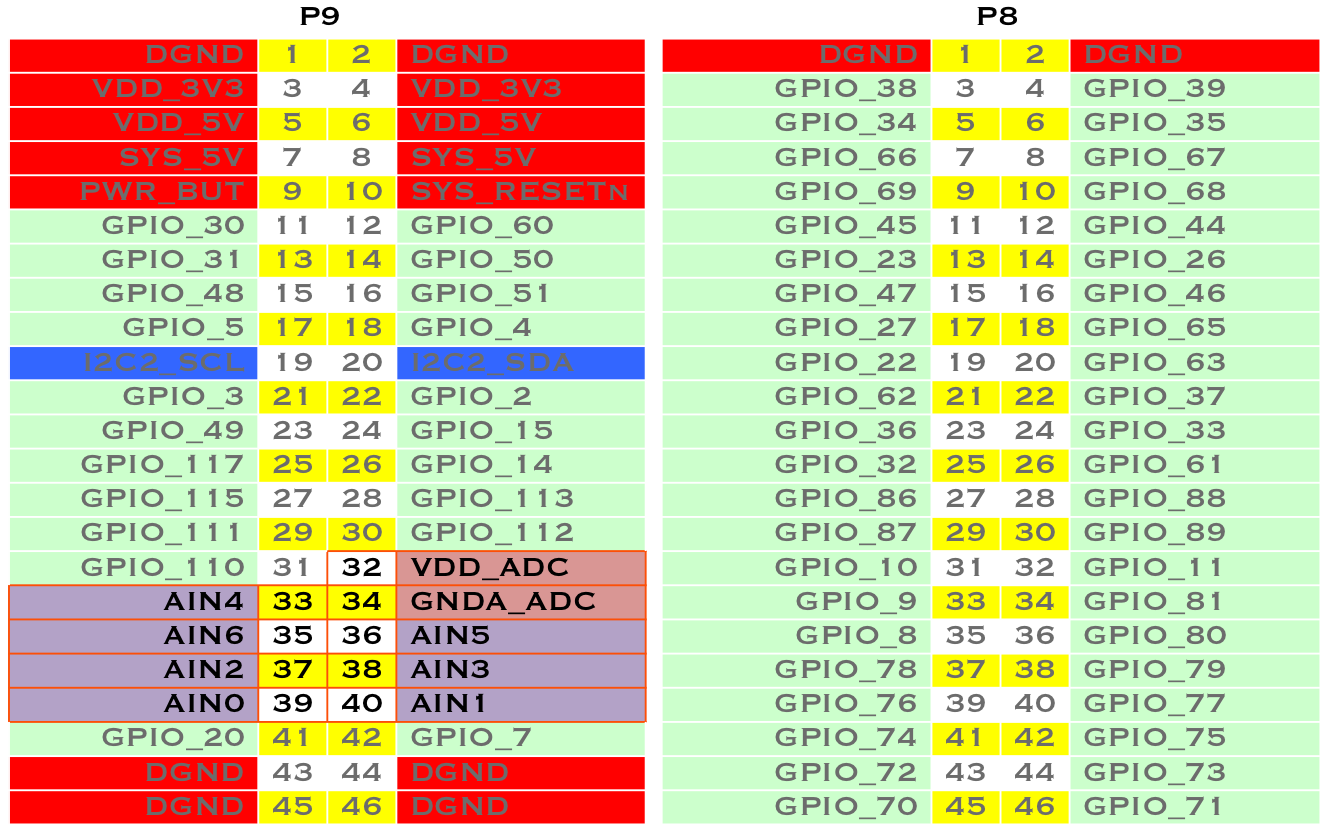 P9 P8
DGND 1 2 DGND DGND 1 2 DGND
VDD_3V3 3 4 VDD_3V3 GPIO_38 3 4 GPIO_39
VDD_5V 5 6 VDD_5V GPIO_34 5 6 GPIO_35
SYS_5V 7 8 SYS_5V GPIO_66 7 8 GPIO_67
PWR_BUT 9 10 SYS_RESETN GPIO_69 9 10 GPIO_68
GPIO_30 11 12 GPIO_60 GPIO_45 11 12 GPIO_44
GPIO_31 13 14 GPIO_50 GPIO_23 13 14 GPIO_26
GPIO_48 15 16 GPIO_51 GPIO_47 15 16 GPIO_46
GPIO_5 17 18 GPIO_4 GPIO_27 17 18 GPIO_65
I2C2_SCL 19 20 I2C2_SDA GPIO_22 19 20 GPIO_63
GPIO_3 21 22 GPIO_2 GPIO_62 21 22 GPIO_37
GPIO_49 23 24 GPIO_15 GPIO_36 23 24 GPIO_33
GPIO_117 25 26 GPIO_14 GPIO_32 25 26 GPIO_61
GPIO_115 27 28 GPIO_113 GPIO_86 27 28 GPIO_88
GPIO_111 29 30 GPIO_112 GPIO_87 29 30 GPIO_89
GPIO_110 31 32 VDD_ADC GPIO_10 31 32 GPIO_11
AIN4 33 34 GNDA_ADC GPIO_9 33 34 GPIO_81
AIN6 35 36 AIN5 GPIO_8 35 36 GPIO_80
AIN2 37 38 AIN3 GPIO_78 37 38 GPIO_79
AIN0 39 40 AIN1 GPIO_76 39 40 GPIO_77
GPIO_20 41 42 GPIO_7 GPIO_74 41 42 GPIO_75
DGND 43 44 DGND GPIO_72 43 44 GPIO_73
DGND 45 46 DGND GPIO_70 45 46 GPIO_71